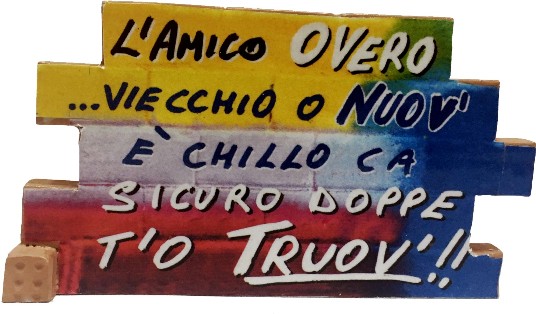 L'AMICO OVERO
...VIECCHIO O NUOV'
È CHILLO CA
SICURO DOPPE
T'O TRUOV'!!